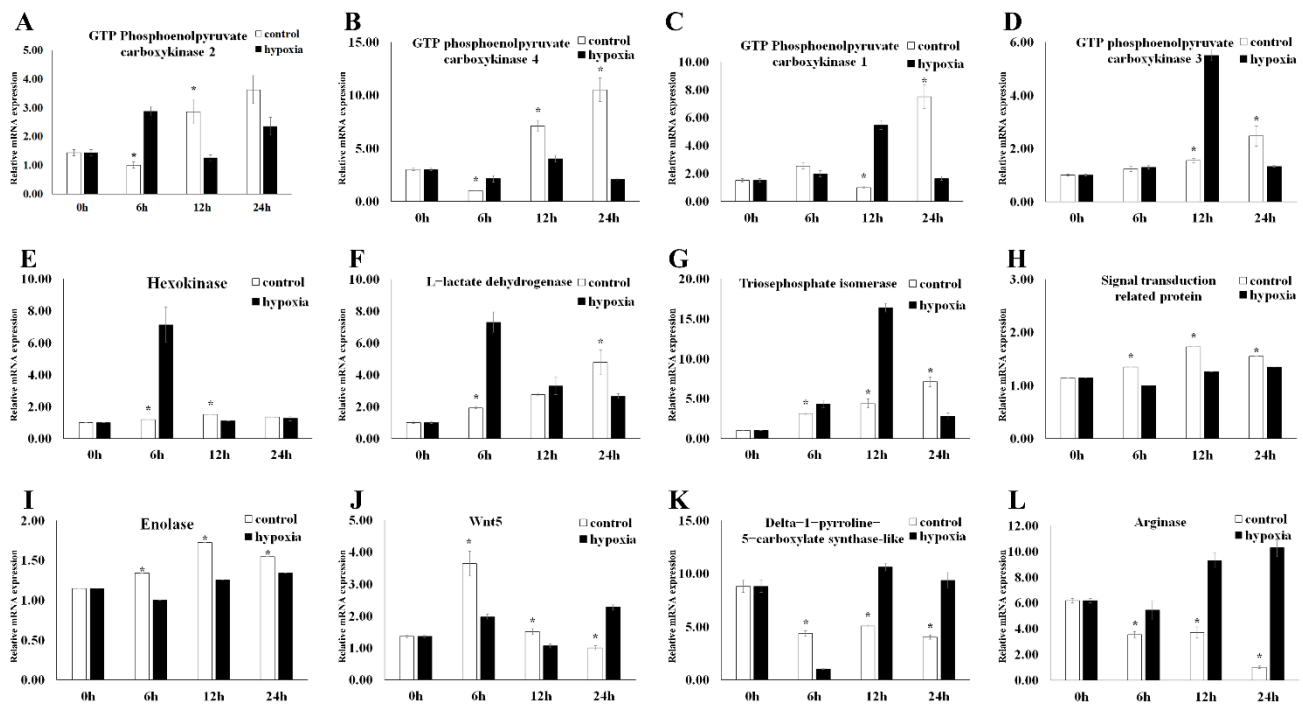 A
GTP Phosphoenolpyruvate
carboxykinase 2
control
hypoxia
Relative mRNA expression
5.00
4.00
3.00
2.00
1.00
0.00
*
*
0h
6h
12h
24h
B
GTP phosphoenolpyruvate
carboxykinase 4
control
hypoxia
Relative mRNA expression
15.00
10.00
5.00
0.00
*
*
*
0h
6h
12h
24h
C
GTP Phosphoenolpyruvate
carboxykinase 1
control
hypoxia
Relative mRNA expression
10.00
8.00
6.00
4.00
2.00
0.00
*
*
0h
6h
12h
24h
D
GTP phosphoenolpyruvate
carboxykinase 3
control
hypoxia
Relative mRNA expression
6.00
4.00
2.00
0.00
*
*
0h
6h
12h
24h
E
Hexokinase
control
hypoxia
Relative mRNA expression
10.00
8.00
6.00
4.00
2.00
0.00
*
*
0h
6h
12h
24h
F
L−lactate dehydrogenase
control
hypoxia
Relative mRNA expression
10.00
8.00
6.00
4.00
2.00
0.00
*
*
0h
6h
12h
24h
G
Triosephosphate isomerase
control
hypoxia
Relative mRNA expression
20.00
15.00
10.00
5.00
0.00
*
*
*
0h
6h
12h
24h
H
Signal transduction
related protein
control
hypoxia
Relative mRNA expression
3.00
2.00
1.00
0.00
*
*
*
0h
6h
12h
24h
I
Enolase
control
hypoxia
Relative mRNA expression
2.00
1.50
1.00
0.50
0.00
*
*
*
0h
6h
12h
24h
J
Wnt5
control
hypoxia
Relative mRNA expression
5.00
4.00
3.00
2.00
1.00
0.00
*
*
*
0h
6h
12h
24h
K
Delta−1−pyrroline−
5−carboxylate synthase-like
control
hypoxia
Relative mRNA expression
15.00
10.00
5.00
0.00
*
*
*
0h
6h
12h
24h
L
Arginase
control
hypoxia
Relative mRNA expression
12.00
10.00
8.00
6.00
4.00
2.00
0.00
*
*
*
0h
6h
12h
24h